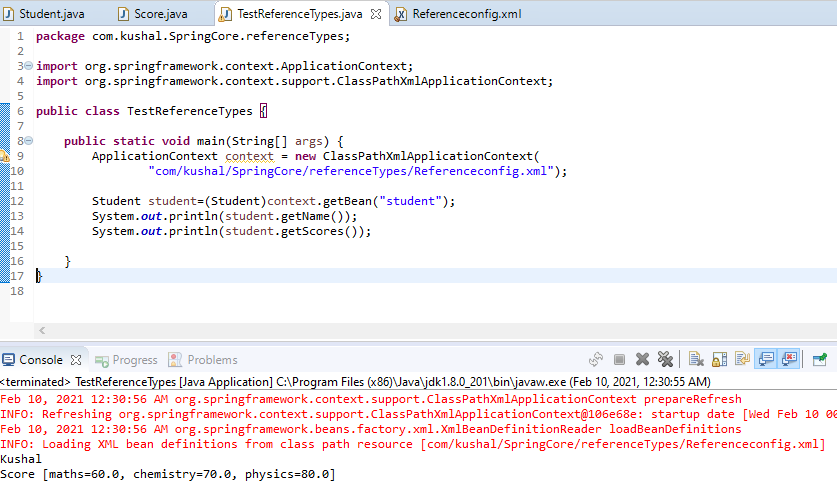 Student.java Score.java TestReferenceTypes.java Referenceconfig.xml
1 package com.kushal.SpringCore.referenceTypes;
2
3 import org.springframework.context.ApplicationContext;
4 import org.springframework.context.support.ClassPathXmlApplicationContext;
5
6 public class TestReferenceTypes {
7
8 public static void main(String[] args) {
9 ApplicationContext context = new ClassPathXmlApplicationContext(
10 "com/kushal/SpringCore/referenceTypes/Referenceconfig.xml");
11
12 Student student=(Student)context.getBean("student");
13 System.out.println(student.getName());
14 System.out.println(student.getScores());
15
16 }
17 }
18
Console Progress Problems
<terminated> TestReferenceTypes [Java Application] C:\Program Files (x86)\Java\jdk1.8.0_201\bin\javaw.exe (Feb 10, 2021, 12:30:55 AM)
Feb 10, 2021 12:30:56 AM org.springframework.context.support.ClassPathXmlApplicationContext prepareRefresh
INFO: Refreshing org.springframework.context.support.ClassPathXmlApplicationContext@106e68e: startup date [Wed Feb 10 00
Feb 10, 2021 12:30:56 AM org.springframework.beans.factory.xml.XmlBeanDefinitionReader loadBeanDefinitions
INFO: Loading XML bean definitions from class path resource [com/kushal/SpringCore/referenceTypes/Referenceconfig.xml]
Kushal
Score [maths=60.0, chemistry=70.0, physics=80.0]